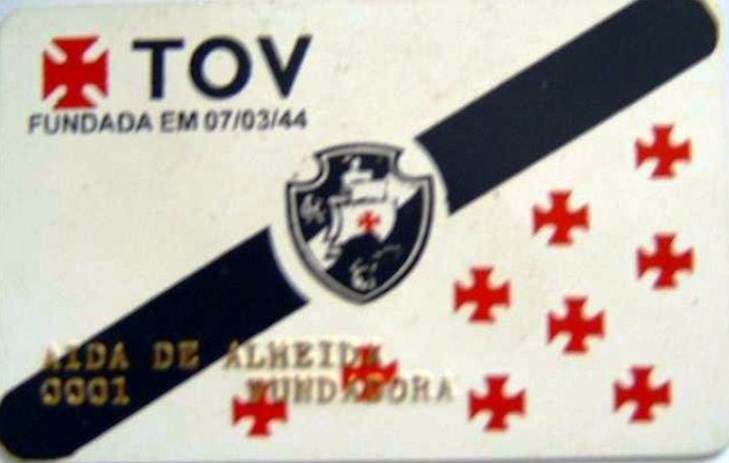 TOV
FUNDADA EM 07/03/44
AIDA DE ALMEIDA
0001 FUNDADORA